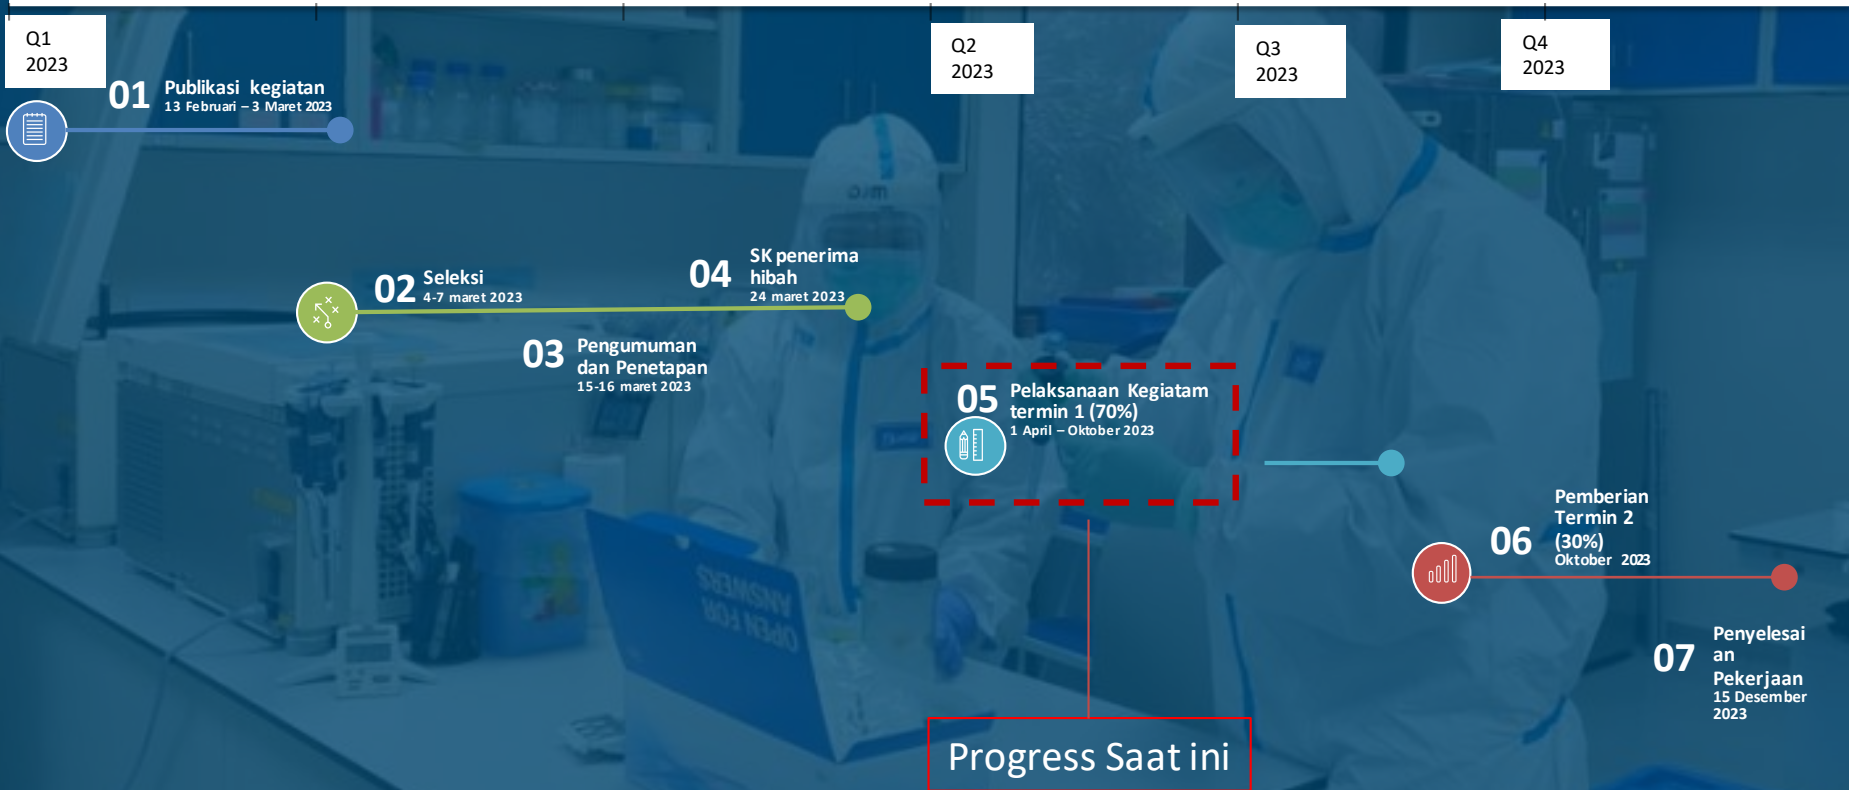 Q1
2023
Q2
2023
Q3
2023
Q4
2023
01
Publikasi kegiatan
13 Februari – 3 Maret 2023
02
Seleksi
4-7 maret 2023
03
Pengumuman
dan Penetapan
15-16 maret 2023
04
SK penerima
hibah
24 maret 2023
05
Pelaksanaan Kegiatam
termin 1 (70%)
1 April – Oktober 2023
06
Pemberian
Termin 2
(30%)
Oktober 2023
07
Penyelesai
an
Pekerjaan
15 Desember
2023
Progress Saat ini
OPEN FOR
ANSWERS